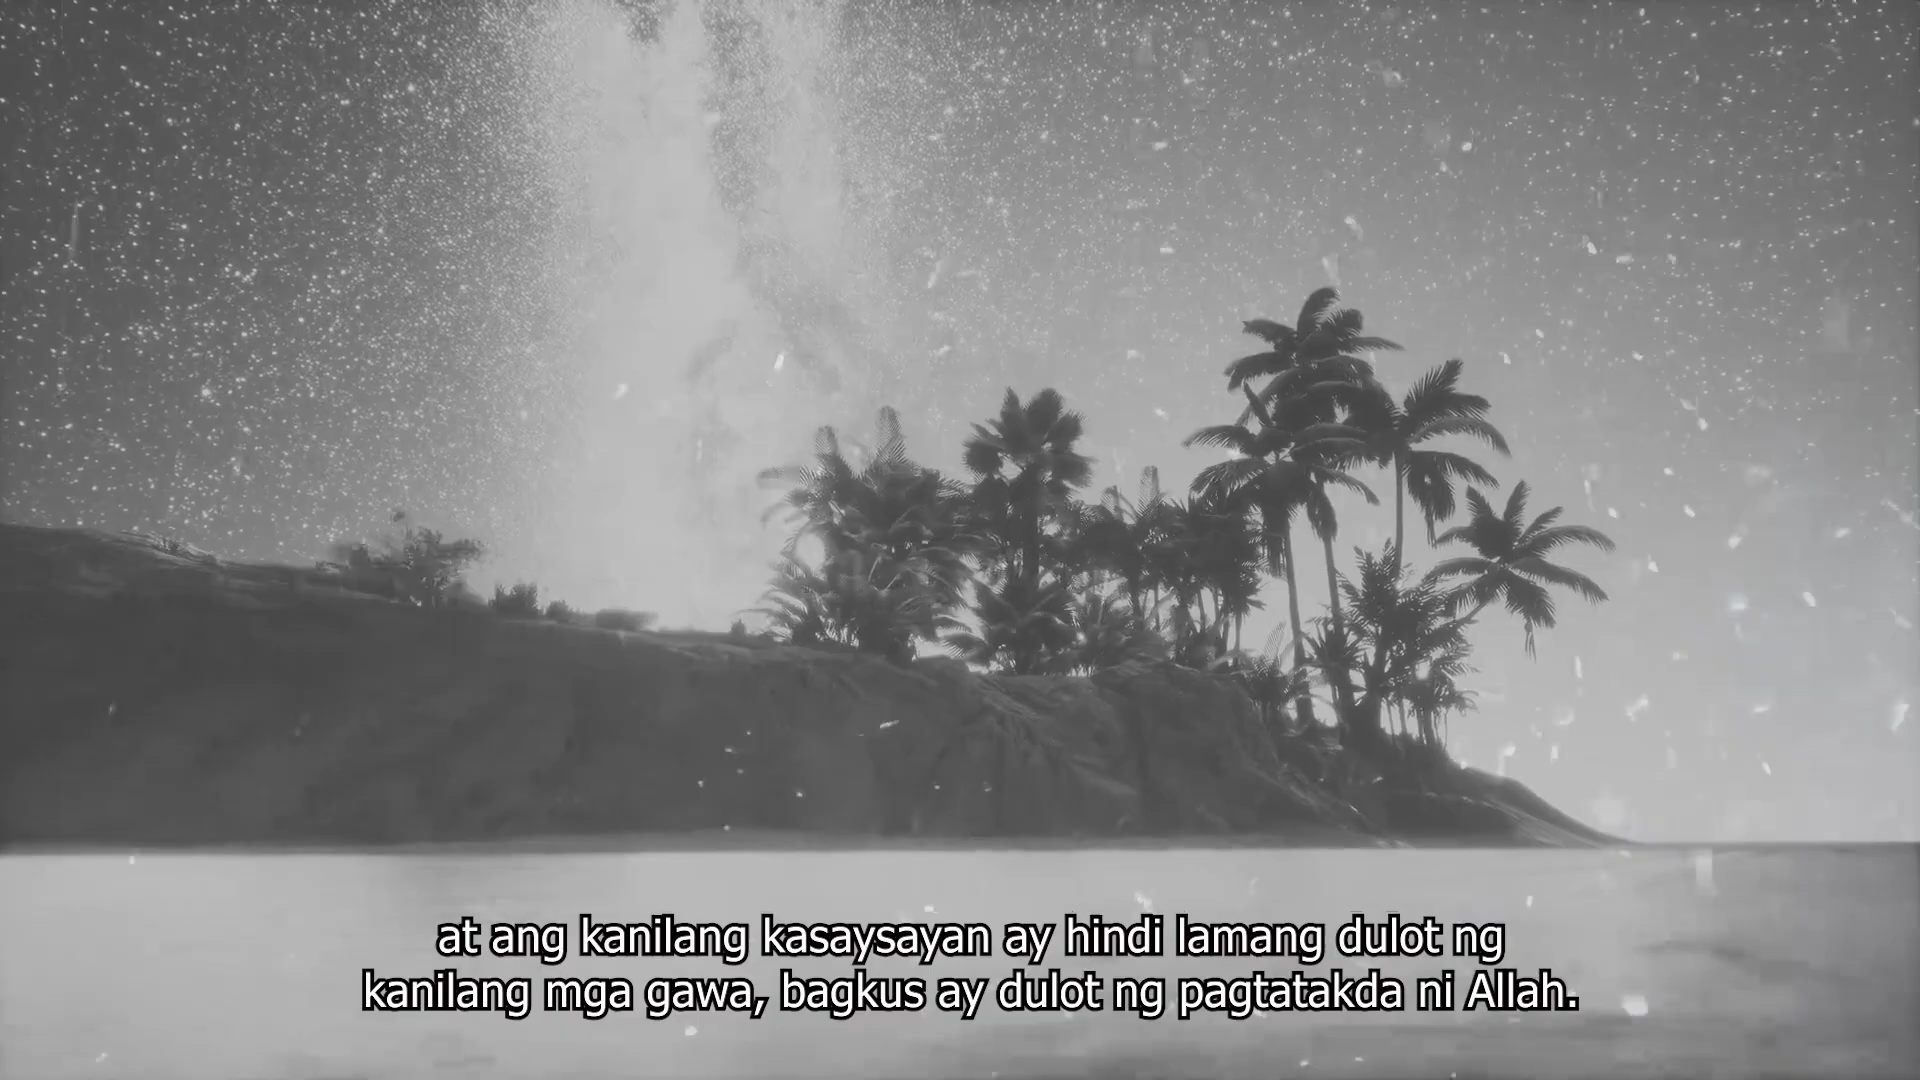 at ang kanilang kasaysayan ay hindi lamang dulot ng
kanilang mga gawa, bagkus ay dulot ng pagtatakda ni Allah.